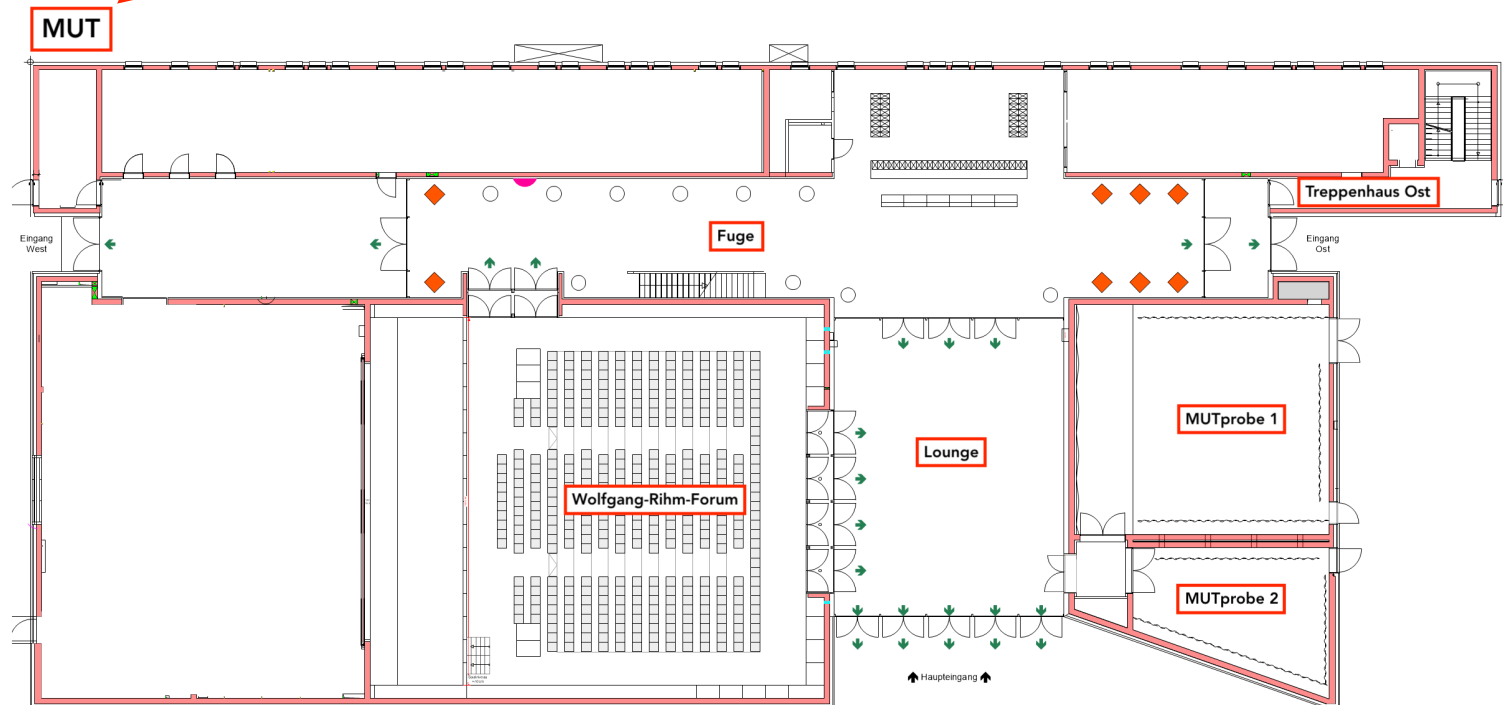 MUT
Treppenhaus Ost
Eingang
West
Fuge
Eingang
Ost
MUTprobe 1
Lounge
Wolfgang-Rihm-Forum
MUTprobe 2
Haupteingang